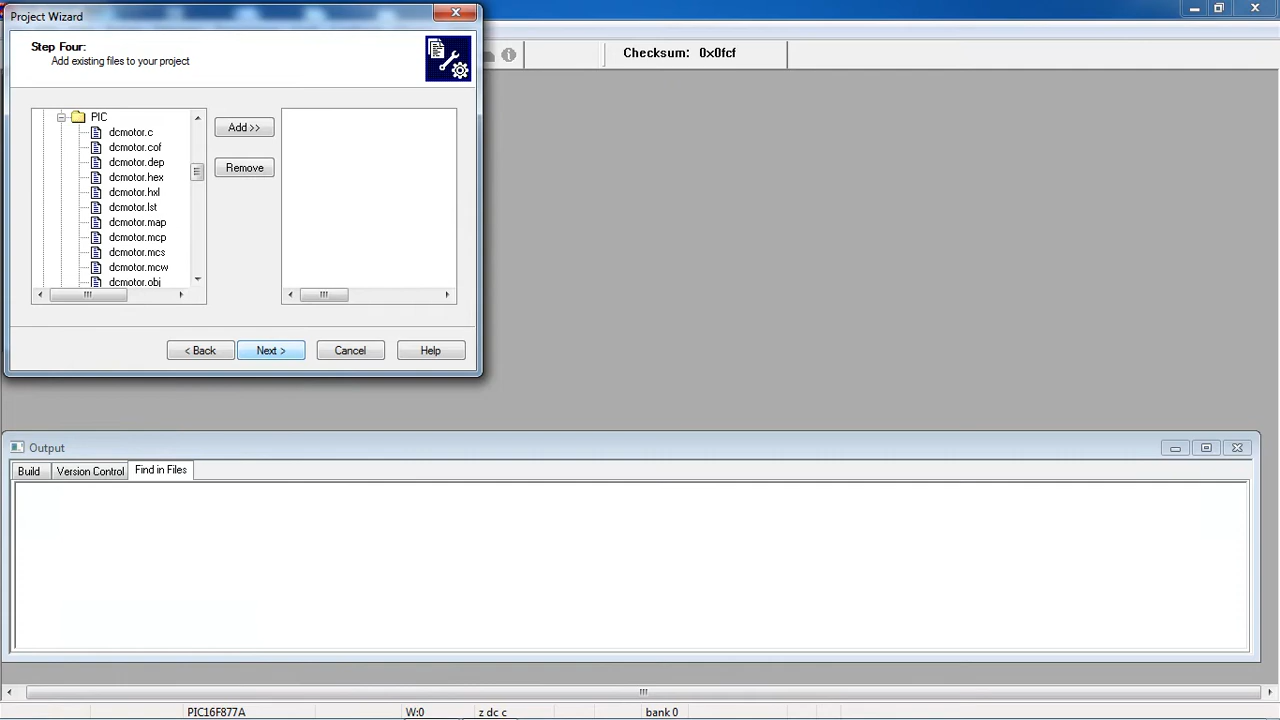 Project Wizard
Step Four:
Add existing files to your project
Checksum: 0x0fcf
PIC
dcmotor.c
dcmotor.cof
dcmotor.dep
dcmotor.hex
dcmotor.hxl
dcmotor.lst
dcmotor.map
dcmotor.mcp
dcmotor.mcs
dcmotor.mcw
dcmotor.obj
Add >>
Remove
< Back
Next >
Cancel
Help
Output
Build
Version Control
Find in Files
PIC16F877A
W:0
z dc c
bank 0